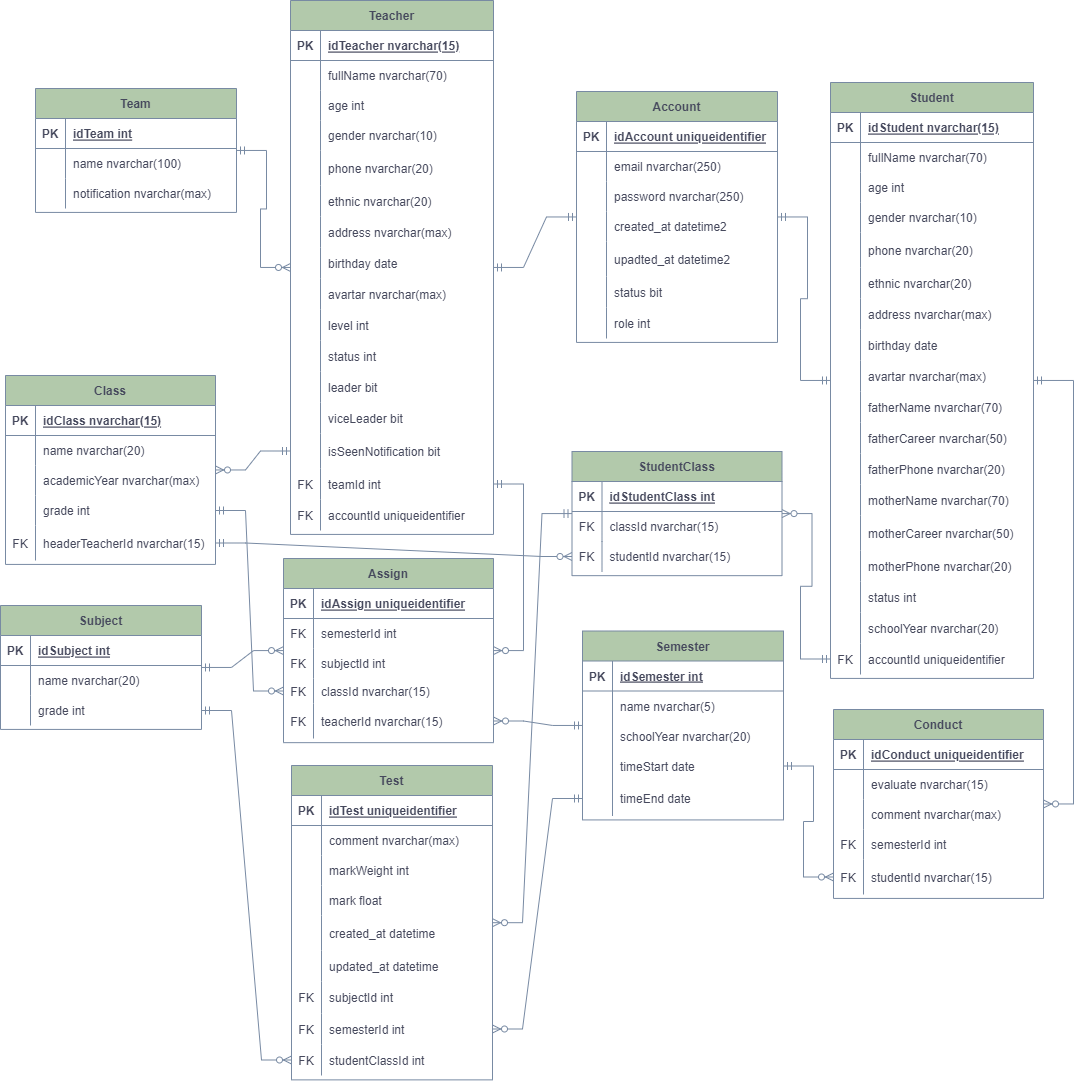 Teacher
PK idTeacher nvarchar(15)
fullName nvarchar(70)
age int
gender nvarchar(10)
phone nvarchar(20)
ethnic nvarchar(20)
address nvarchar(max)
birthday date
avartar nvarchar(max)
level int
status int
leader bit
viceLeader bit
isSeenNotification bit
FK teamId int
FK accountId uniqueidentifier
Team
PK idTeam int
name nvarchar(100)
notification nvarchar(max)
Account
PK idAccount uniqueidentifier
email nvarchar(250)
password nvarchar(250)
created_at datetime2
upadted_at datetime2
status bit
role int
Student
PK idStudent nvarchar(15)
fullName nvarchar(70)
age int
gender nvarchar(10)
phone nvarchar(20)
ethnic nvarchar(20)
address nvarchar(max)
birthday date
avartar nvarchar(max)
fatherName nvarchar(70)
fatherCareer nvarchar(50)
fatherPhone nvarchar(20)
motherName nvarchar(70)
motherCareer nvarchar(50)
motherPhone nvarchar(20)
status int
schoolYear nvarchar(20)
FK accountId uniqueidentifier
Class
PK idClass nvarchar(15)
name nvarchar(20)
academicYear nvarchar(max)
grade int
FK headerTeacherId nvarchar(15)
StudentClass
PK idStudentClass int
FK classId nvarchar(15)
FK studentId nvarchar(15)
Assign
PK idAssign uniqueidentifier
FK semesterId int
FK subjectId int
FK classId nvarchar(15)
FK teacherId nvarchar(15)
Subject
PK idSubject int
name nvarchar(20)
grade int
Semester
PK idSemester int
name nvarchar(5)
schoolYear nvarchar(20)
timeStart date
timeEnd date
Conduct
PK idConduct uniqueidentifier
evaluate nvarchar(15)
comment nvarchar(max)
FK semesterId int
FK studentId nvarchar(15)
Test
PK idTest uniqueidentifier
comment nvarchar(max)
markWeight int
mark float
created_at datetime
updated_at datetime
FK subjectId int
FK semesterId int
FK studentClassId int